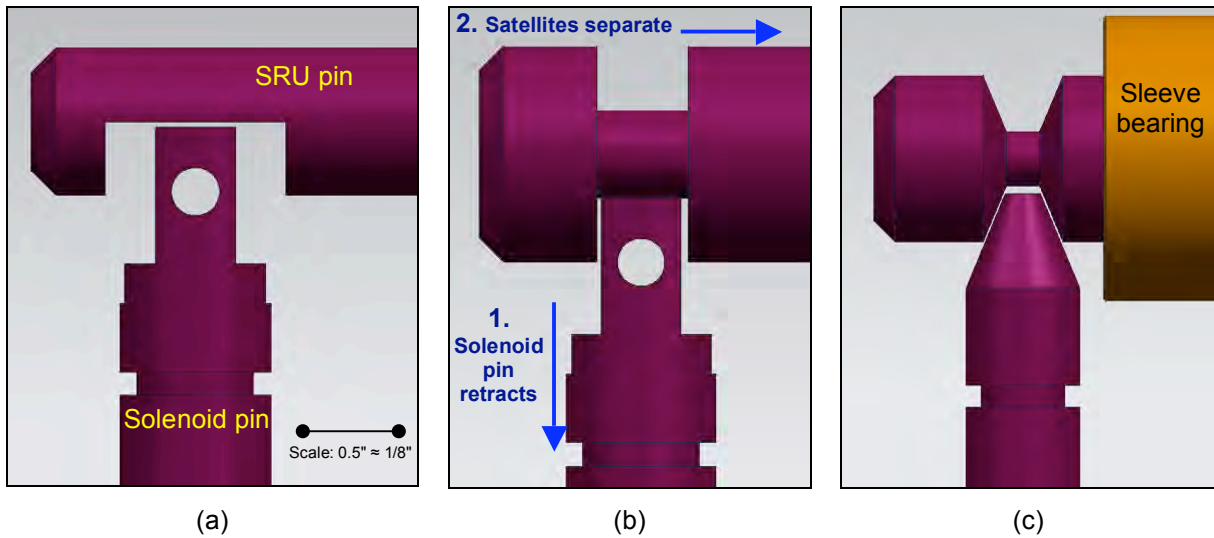 SRU pin
Solenoid pin
Scale: 0.5" ≈ 1/8"
2. Satellites separate
1.
Solenoid
pin
retracts
Sleeve
bearing
(a)
(b)
(c)